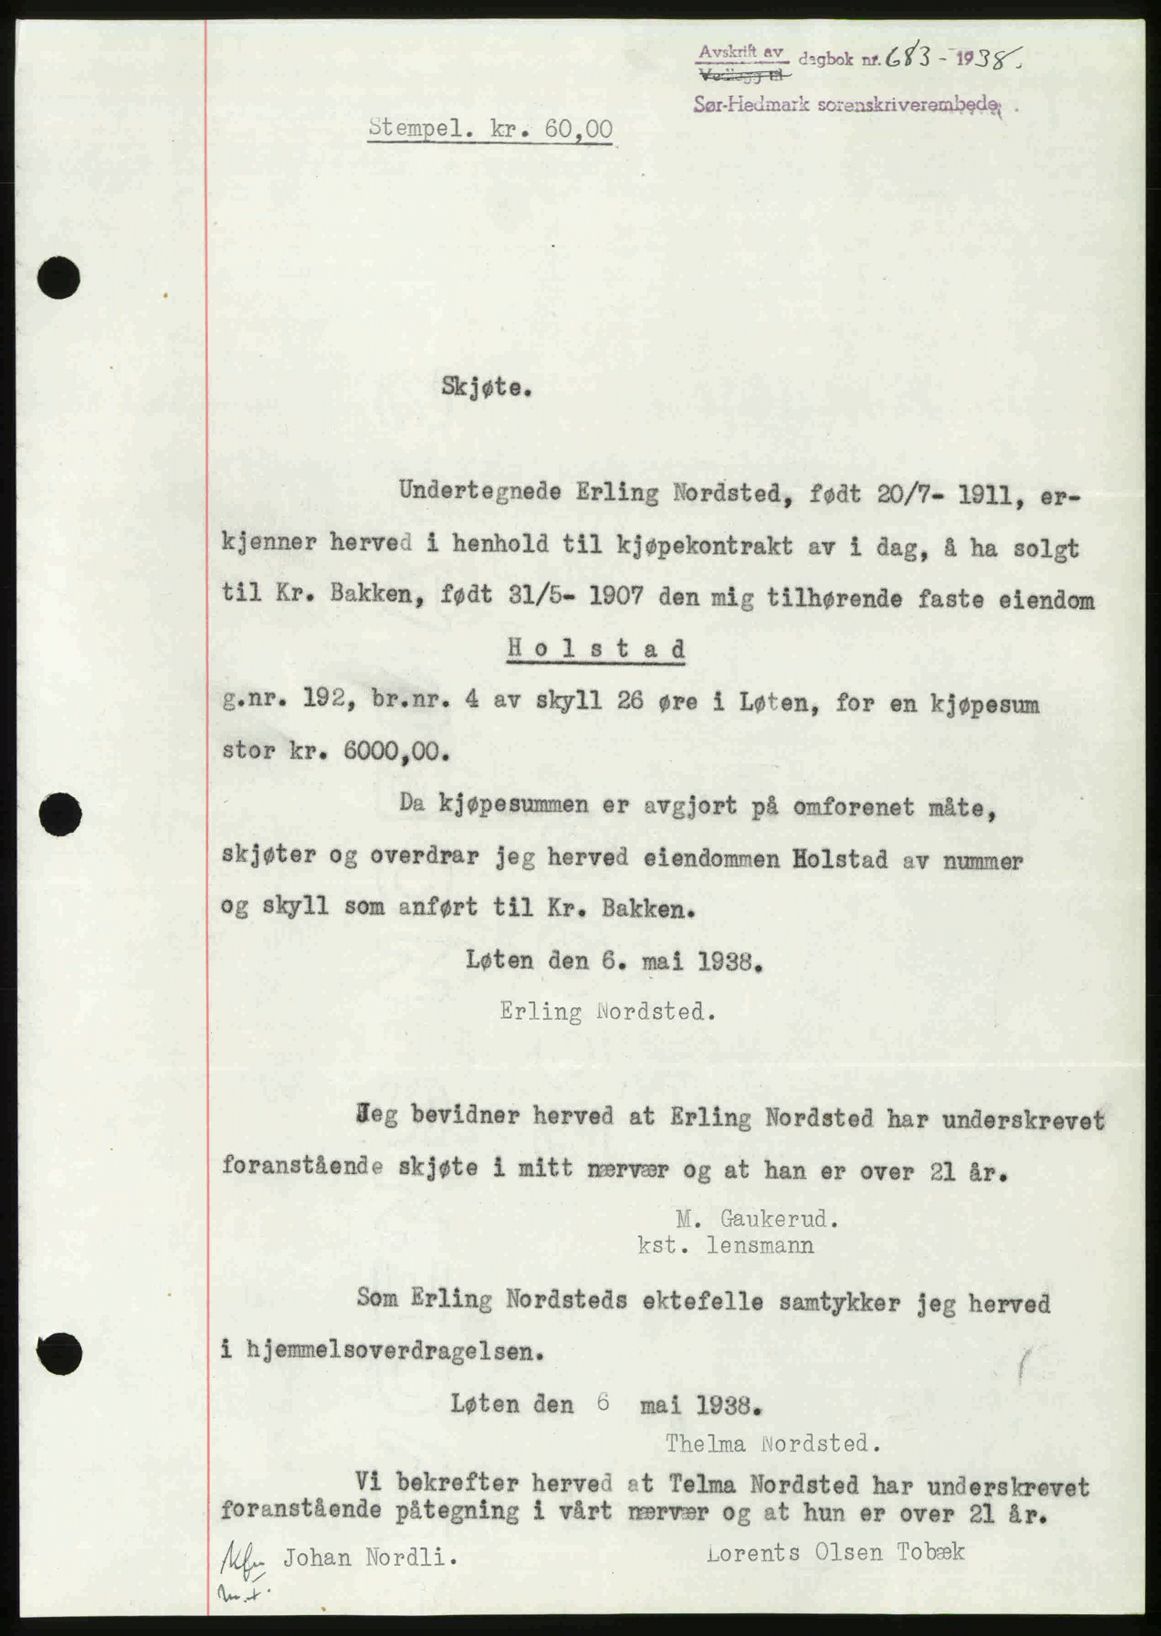 Avskrift av dagbok nr. 683 - 1938.
Vedlegg til
Sør-Hedmark sorenskriverembede.
Stempel. kr. 60,00
Skjøte.
Undertegnede Erling Nordsted, født 20/7- 1911, er-
kjenner herved i henhold til kjøpekontrakt av i dag, å ha solgt
til Kr. Bakken, født 31/5- 1907 den mig tilhørende faste eiendom
H o l s t a d
g.nr. 192, br.nr. 4 av skyll 26 øre i Løten, for en kjøpesum
stor kr. 6000,00.
Da kjøpesummen er avgjort på omforenet måte,
skjøter og overdrar jeg herved eiendommen Holstad av nummer
og skyll som anført til Kr. Bakken.
Løten den 6. mai 1938.
Erling Nordsted.
Jeg bevidner herved at Erling Nordsted har underskrevet
foranstående skjøte i mitt nærvær og at han er over 21 år.
M. Gaukerud.
kst. lensmann
Som Erling Nordsteds ektefelle samtykker jeg herved
i hjemmelsoverdragelsen.
Løten den 6 mai 1938.
Thelma Nordsted.
Vi bekrefter herved at Telma Nordsted har underskrevet
foranstående påtegning i vårt nærvær og at hun er over 21 år.
Johan Nordli. Lorents Olsen Tobæk